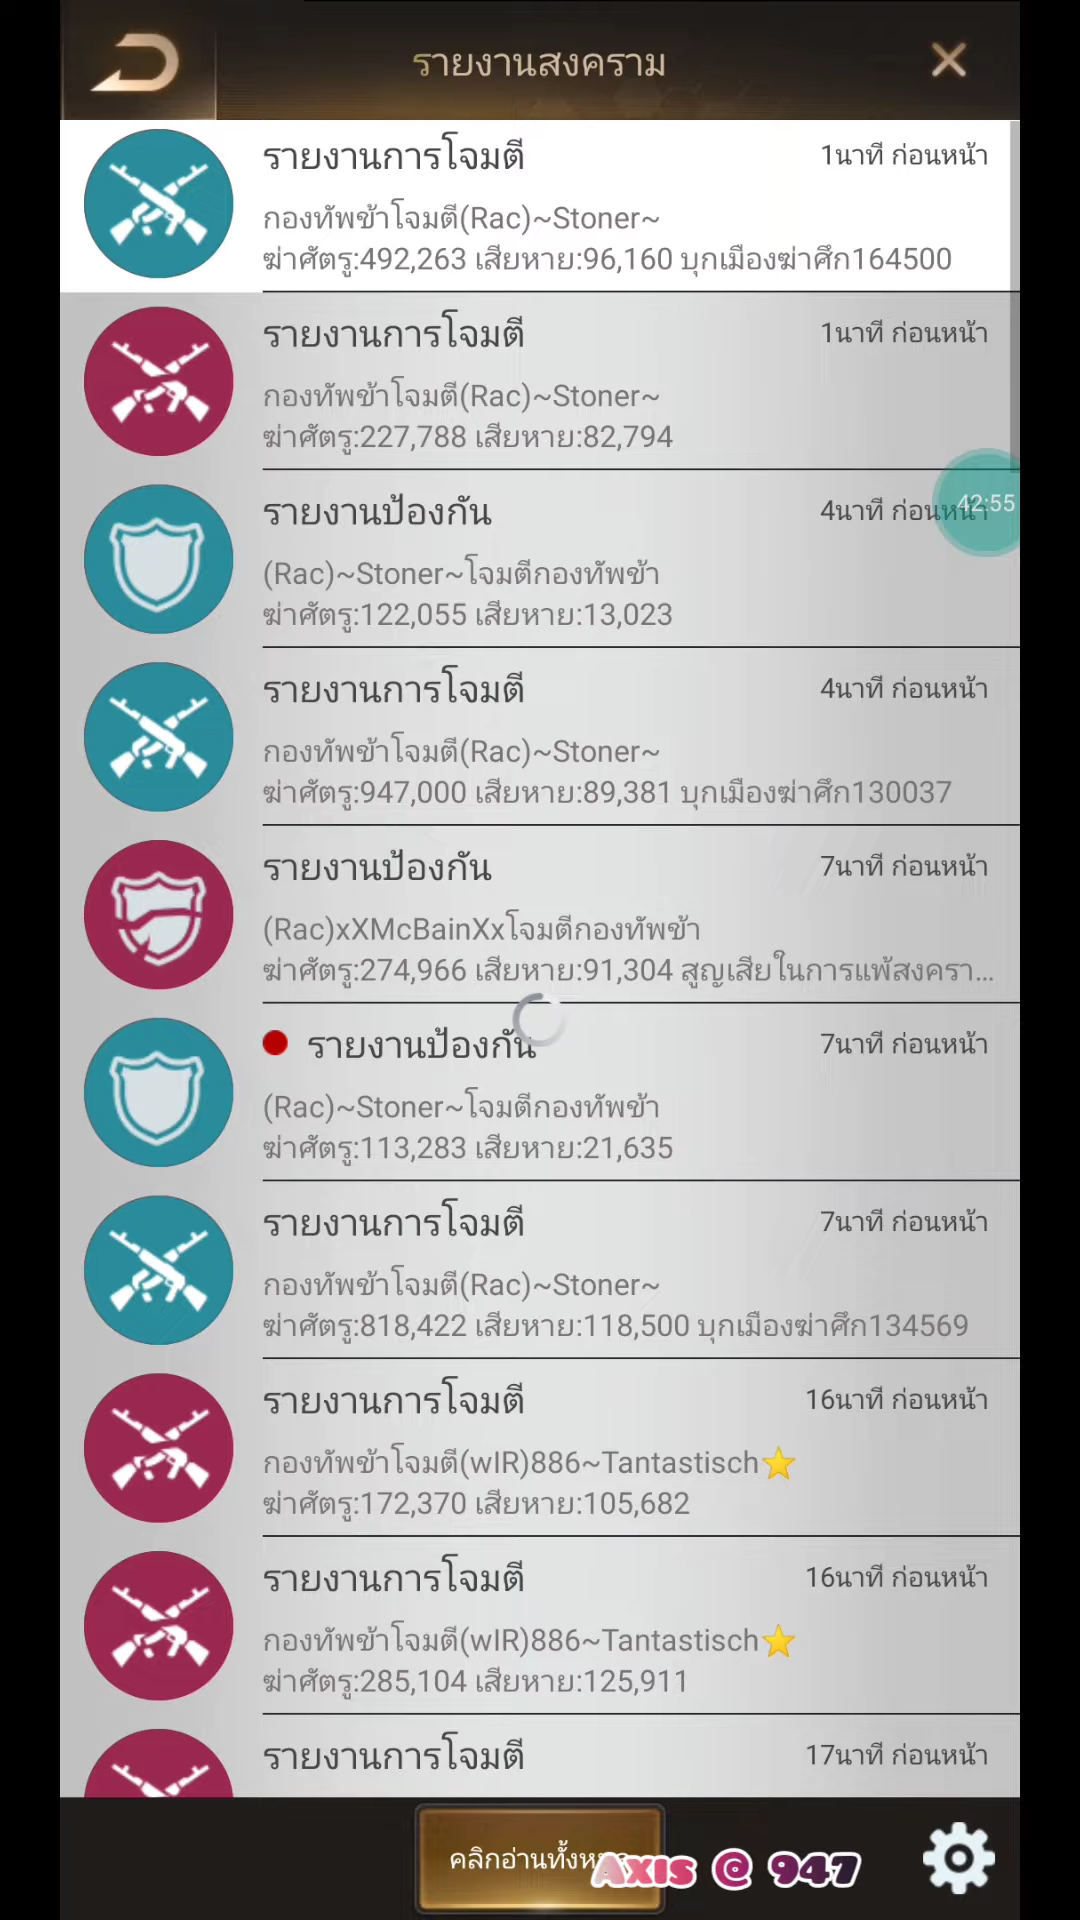 รายงานสงคราม
รายงานการโจมตี
1นาที ก่อนหน้า
กองทัพข้าโจมตี(Rac)~Stoner~
ฆ่าศัตรู:492,263 เสียหาย:96,160 บุกเมืองฆ่าศึก164500
รายงานการโจมตี
1นาที ก่อนหน้า
กองทัพข้าโจมตี(Rac)~Stoner~
ฆ่าศัตรู:227,788 เสียหาย:82,794
รายงานป้องกัน
4นาที ก่อนหน้า
42:55
(Rac)~Stoner~โจมตีกองทัพข้า
ฆ่าศัตรู:122,055 เสียหาย:13,023
รายงานการโจมตี
4นาที ก่อนหน้า
กองทัพข้าโจมตี(Rac)~Stoner~
ฆ่าศัตรู:947,000 เสียหาย:89,381 บุกเมืองฆ่าศึก130037
รายงานป้องกัน
7นาที ก่อนหน้า
(Rac)xXMcBainXxโจมตีกองทัพข้า
ฆ่าศัตรู:274,966 เสียหาย:91,304 สูญเสียในการแพ้สงครา...
รายงานป้องกัน
7นาที ก่อนหน้า
(Rac)~Stoner~โจมตีกองทัพข้า
ฆ่าศัตรู:113,283 เสียหาย:21,635
รายงานการโจมตี
7นาที ก่อนหน้า
กองทัพข้าโจมตี(Rac)~Stoner~
ฆ่าศัตรู:818,422 เสียหาย:118,500 บุกเมืองฆ่าศึก134569
รายงานการโจมตี
16นาที ก่อนหน้า
กองทัพข้าโจมตี(wIR)886~Tantastisch⭐
ฆ่าศัตรู:172,370 เสียหาย:105,682
รายงานการโจมตี
16นาที ก่อนหน้า
กองทัพข้าโจมตี(wIR)886~Tantastisch⭐
ฆ่าศัตรู:285,104 เสียหาย:125,911
รายงานการโจมตี
17นาที ก่อนหน้า
คลิกอ่านทั้งหมด
Axis @ 947